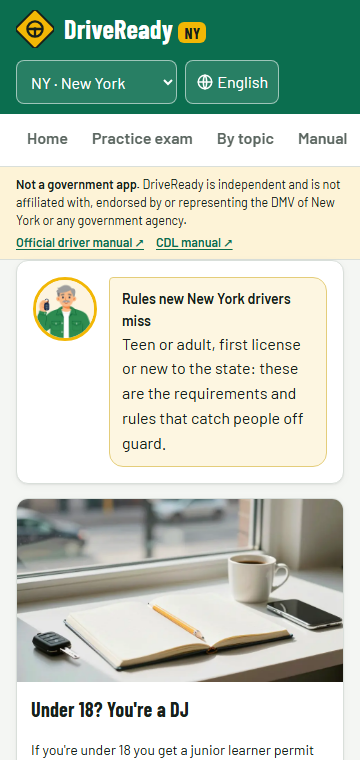 DriveReady NY
NY · New York
English
Home Practice exam By topic Manual
Not a government app. DriveReady is independent and is not
affiliated with, endorsed by or representing the DMV of New
York or any government agency.
Official driver manual ↗ CDL manual ↗
Rules new New York drivers
miss
Teen or adult, first license
or new to the state: these
are the requirements and
rules that catch people off
guard.
Under 18? You're a DJ
If you're under 18 you get a junior learner permit